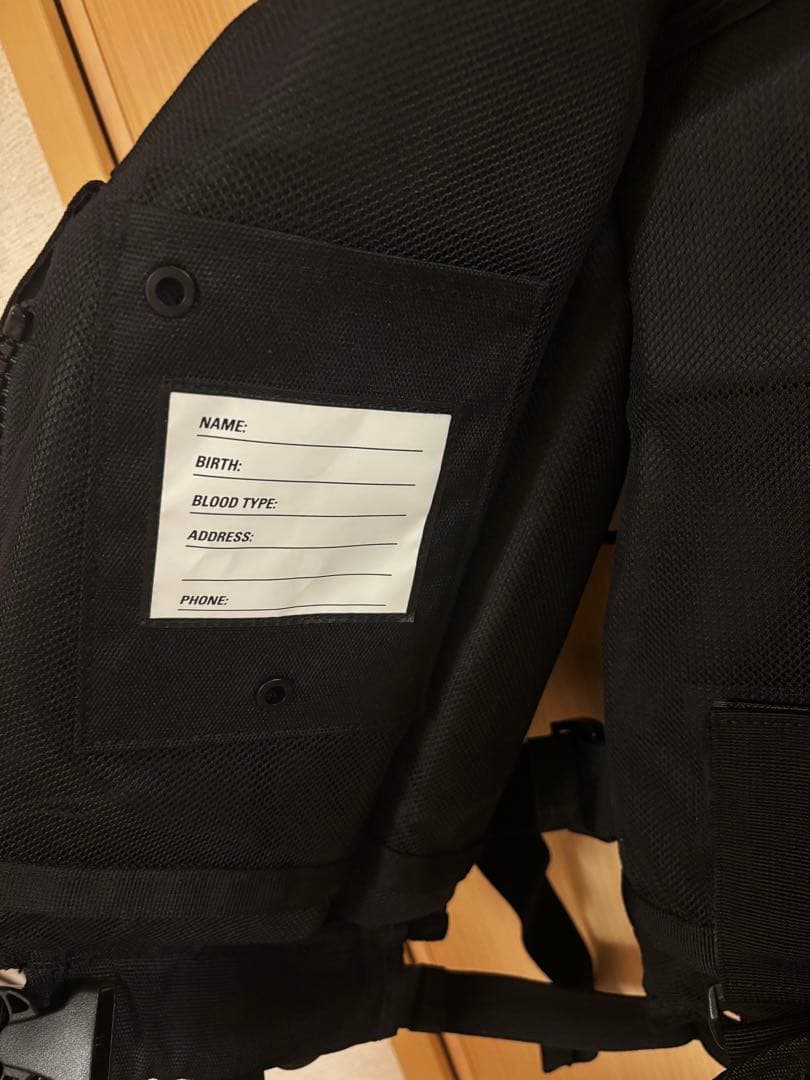 NAME:
BIRTH:
BLOOD TYPE:
ADDRESS:
PHONE: